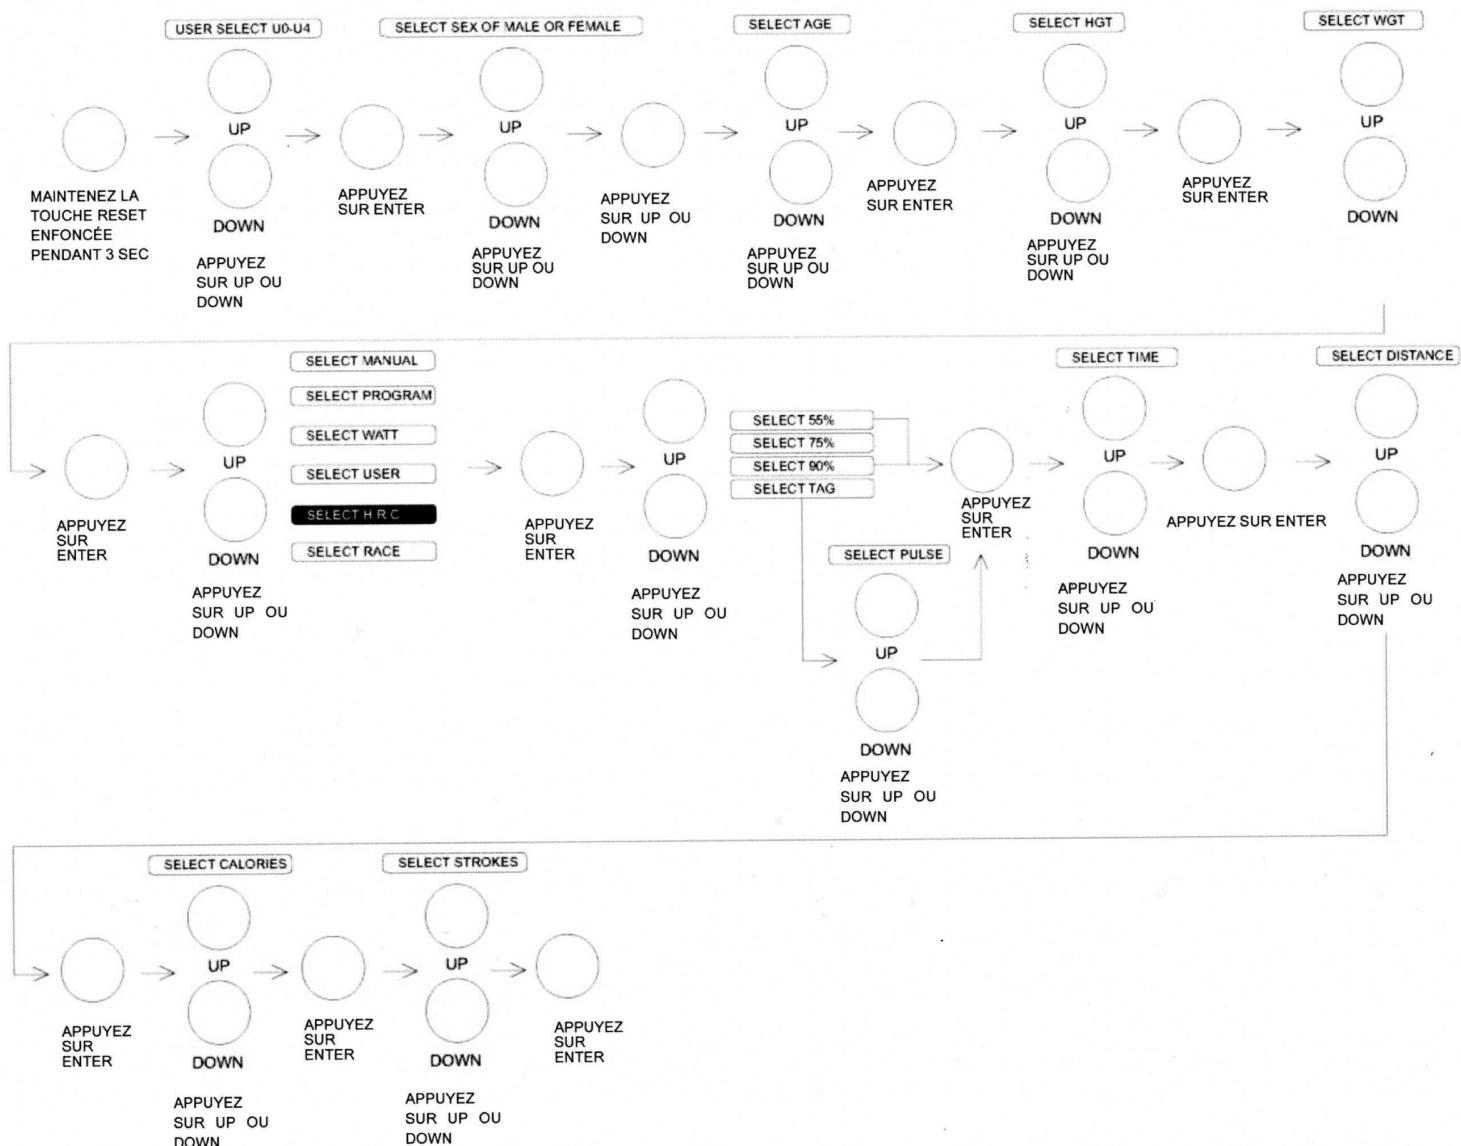 USER SELECT U0-U4
SELECT SEX OF MALE OR FEMALE
SELECT AGE
SELECT HGT
SELECT WGT
UP
UP
UP
UP
UP
MAINTENEZ LA
TOUCHE RESET
ENFONCÉE
PENDANT 3 SEC
DOWN
APPUYEZ
SUR UP OU
DOWN
APPUYEZ
SUR ENTER
DOWN
APPUYEZ
SUR UP OU
DOWN
APPUYEZ
SUR UP OU
DOWN
DOWN
APPUYEZ
SUR UP OU
DOWN
APPUYEZ
SUR ENTER
DOWN
APPUYEZ
SUR UP OU
DOWN
APPUYEZ
SUR ENTER
DOWN
APPUYEZ
SUR
ENTER
UP
DOWN
APPUYEZ
SUR UP OU
DOWN
SELECT MANUAL
SELECT PROGRAM
SELECT WATT
SELECT USER
SELECT H.R.C
SELECT RACE
APPUYEZ
SUR
ENTER
UP
DOWN
APPUYEZ
SUR UP OU
DOWN
SELECT 55%
SELECT 75%
SELECT 90%
SELECT TAG
SELECT PULSE
UP
DOWN
APPUYEZ
SUR UP OU
DOWN
APPUYEZ
SUR
ENTER
SELECT TIME
UP
DOWN
APPUYEZ
SUR UP OU
DOWN
APPUYEZ SUR ENTER
SELECT DISTANCE
UP
DOWN
APPUYEZ
SUR UP OU
DOWN
APPUYEZ
SUR
ENTER
SELECT CALORIES
UP
DOWN
APPUYEZ
SUR UP OU
DOWN
APPUYEZ
SUR
ENTER
SELECT STROKES
UP
DOWN
APPUYEZ
SUR UP OU
DOWN
APPUYEZ
SUR
ENTER